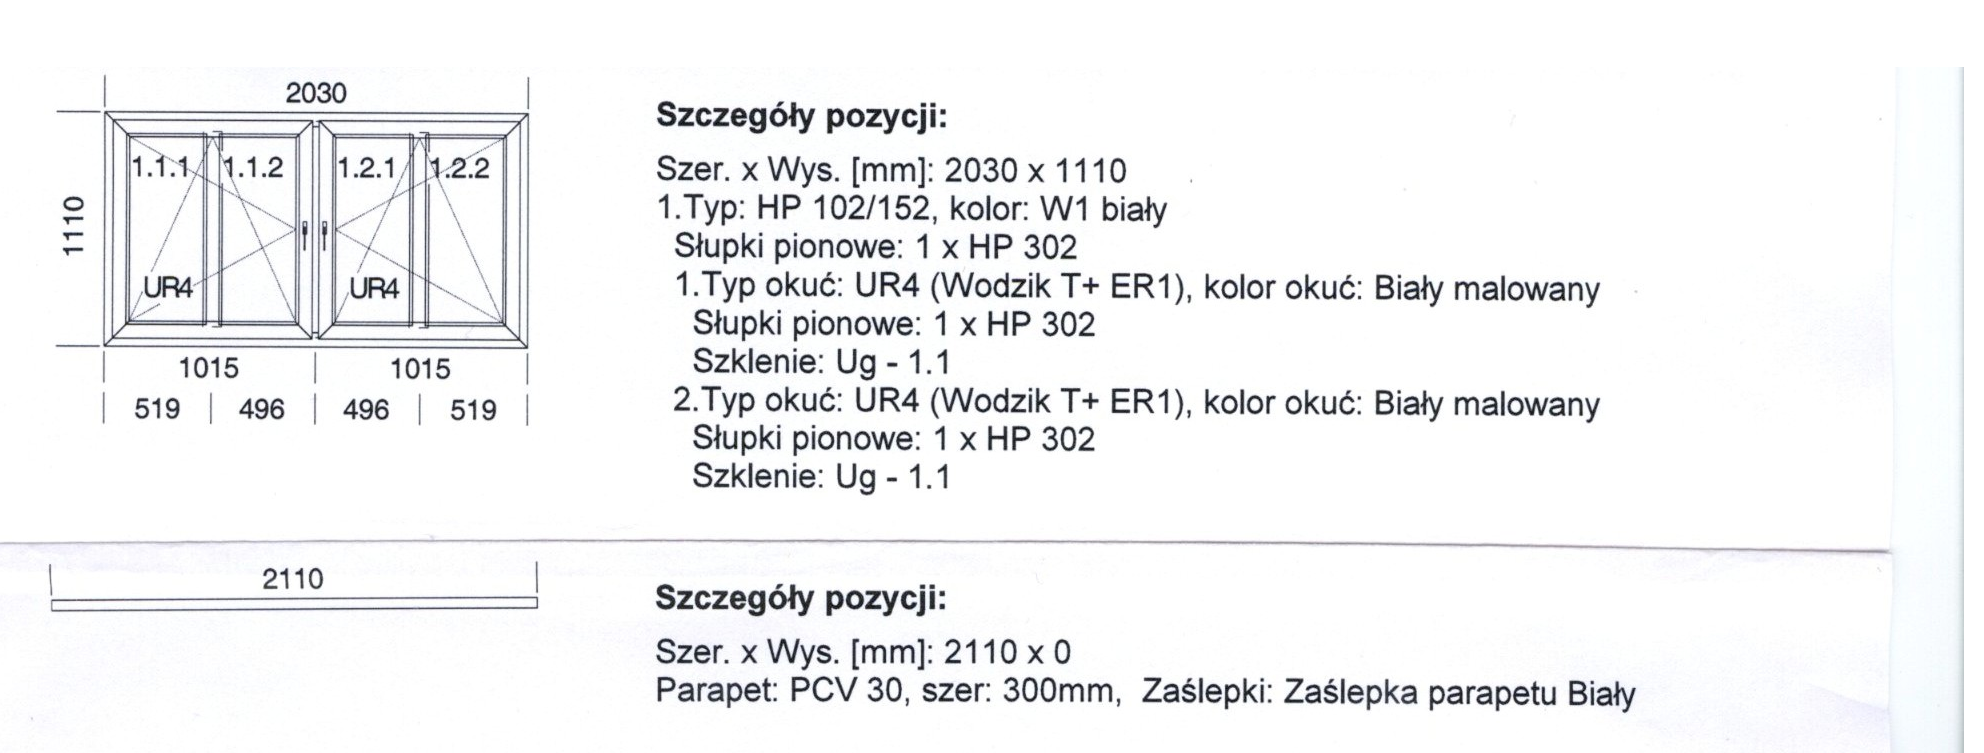 2030
1.1.1 1.1.2 1.2.1 1.2.2
1110
UR4 UR4
1015 1015
519 496 496 519
Szczegóły pozycji:
Szer. x Wys. [mm]: 2030 x 1110
1.Typ: HP 102/152, kolor: W1 biały
Słupki pionowe: 1 x HP 302
1.Typ okuć: UR4 (Wodzik T+ ER1), kolor okuć: Biały malowany
Słupki pionowe: 1 x HP 302
Szklenie: Ug - 1.1
2.Typ okuć: UR4 (Wodzik T+ ER1), kolor okuć: Biały malowany
Słupki pionowe: 1 x HP 302
Szklenie: Ug - 1.1
2110
Szczegóły pozycji:
Szer. x Wys. [mm]: 2110 x 0
Parapet: PCV 30, szer: 300mm, Zaślepki: Zaślepka parapetu Biały